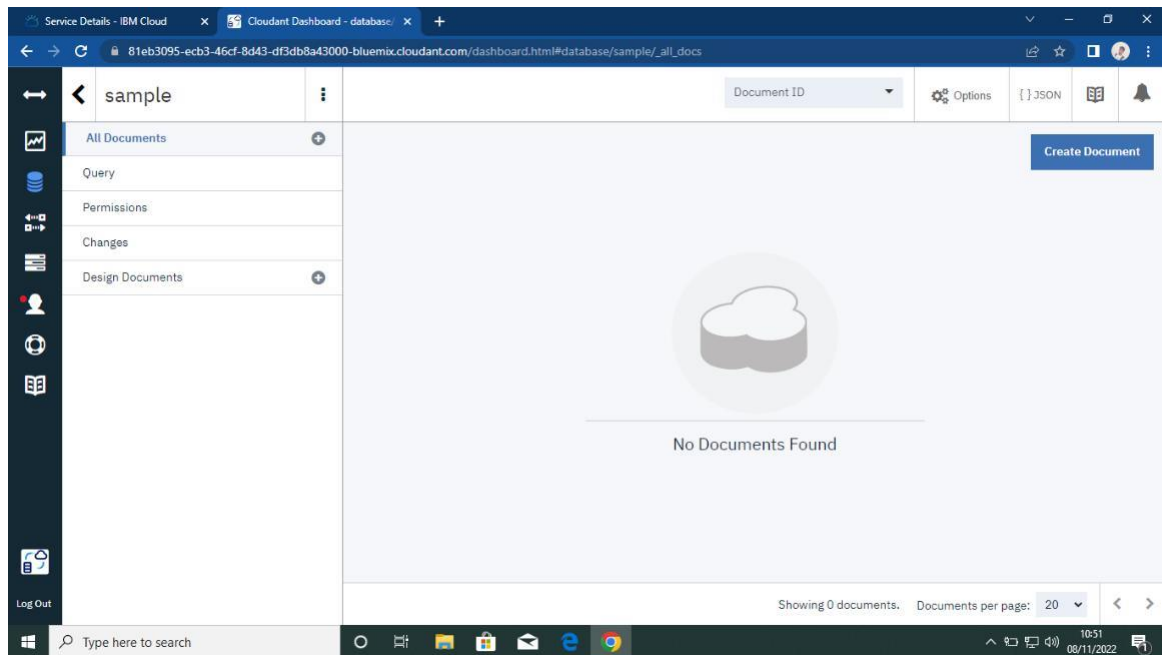 Service Details - IBM Cloud
Cloudant Dashboard - database/
81eb3095-ecb3-46cf-8d43-df3db8a43000-bluemix.cloudant.com/dashboard.html#database/sample/_all_docs
sample
Document ID
Options
{ } JSON
All Documents
Create Document
Query
Permissions
Changes
Design Documents
No Documents Found
Log Out
Showing 0 documents.
Documents per page: 20
Type here to search
10:51
08/11/2022
1